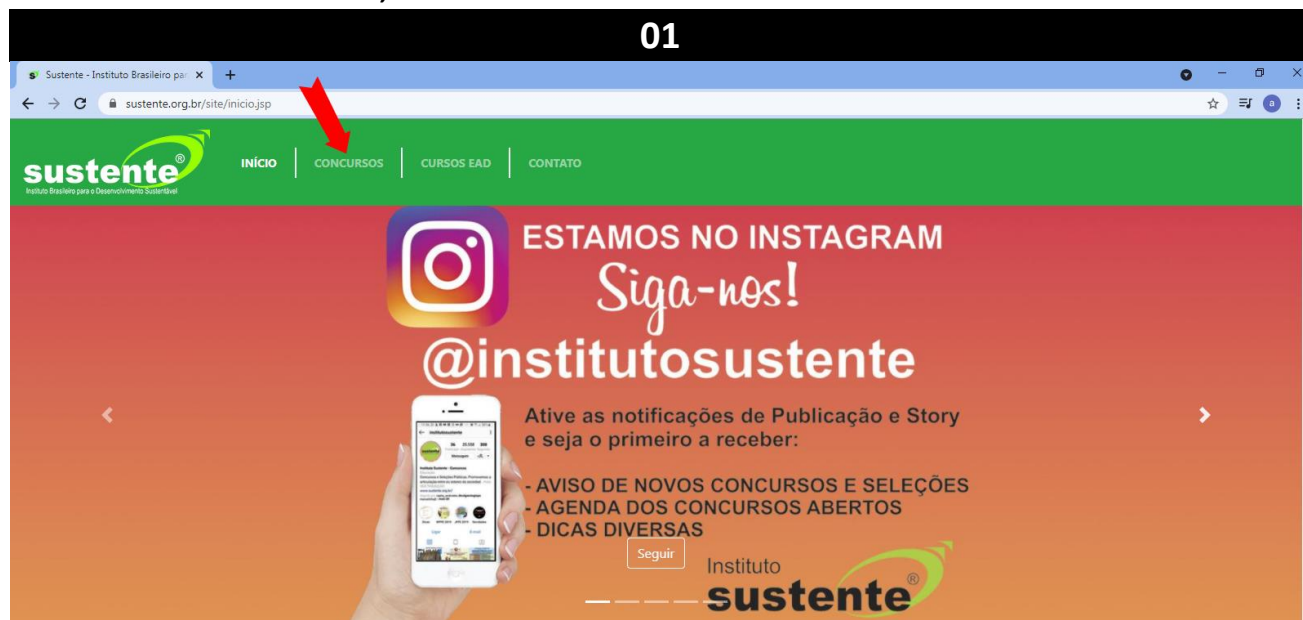 01
Sustente - Instituto Brasileiro par
sustente.org.br/site/inicio.jsp
a
sustente®
Instituto Brasileiro para o Desenvolvimento Sustentável
INÍCIO
CONCURSOS
CURSOS EAD
CONTATO
ESTAMOS NO INSTAGRAM
Siga-nos!
@institutosustente
Ative as notificações de Publicação e Story
e seja o primeiro a receber:
- AVISO DE NOVOS CONCURSOS E SELEÇÕES
- AGENDA DOS CONCURSOS ABERTOS
- DICAS DIVERSAS
Seguir
Instituto
sustente®